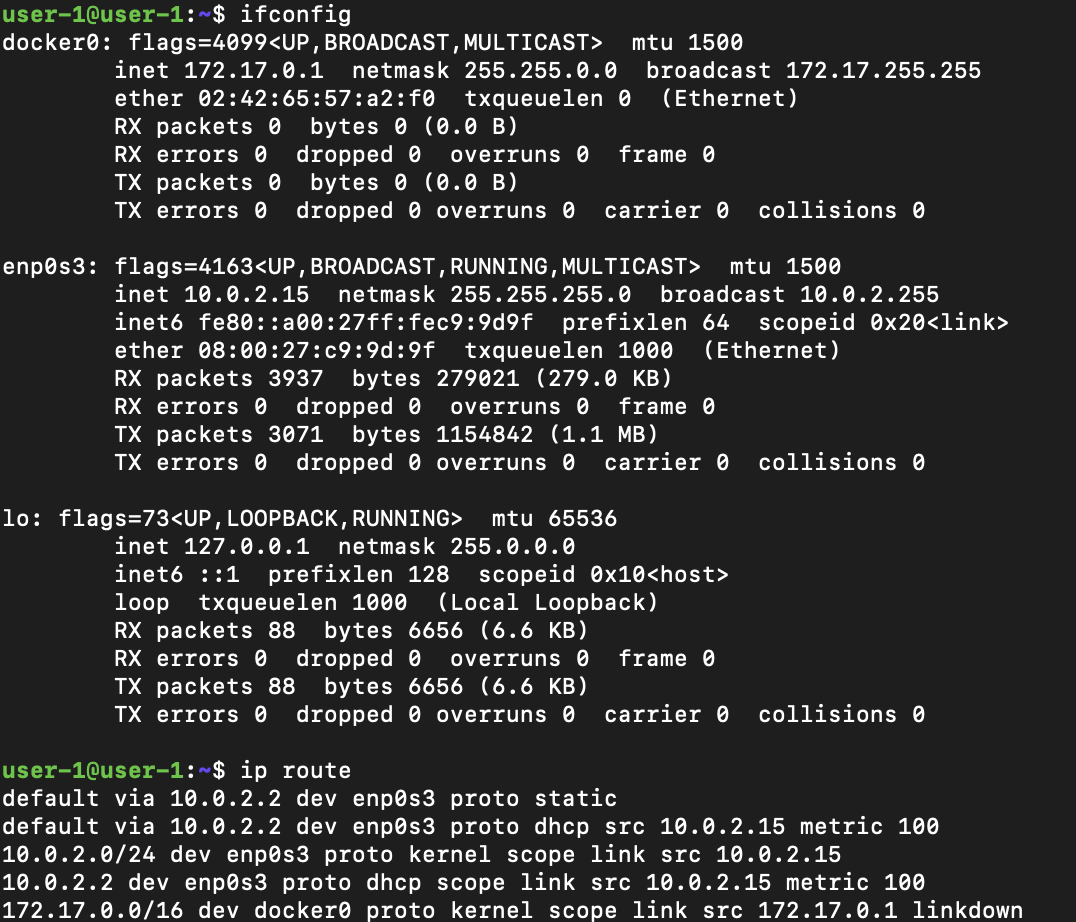 user-1@user-1:~$ ifconfig
docker0: flags=4099<UP,BROADCAST,MULTICAST>  mtu 1500
        inet 172.17.0.1  netmask 255.255.0.0  broadcast 172.17.255.255
        ether 02:42:65:57:a2:f0  txqueuelen 0  (Ethernet)
        RX packets 0  bytes 0 (0.0 B)
        RX errors 0  dropped 0  overruns 0  frame 0
        TX packets 0  bytes 0 (0.0 B)
        TX errors 0  dropped 0 overruns 0  carrier 0  collisions 0

enp0s3: flags=4163<UP,BROADCAST,RUNNING,MULTICAST>  mtu 1500
        inet 10.0.2.15  netmask 255.255.255.0  broadcast 10.0.2.255
        inet6 fe80::a00:27ff:fec9:9d9f  prefixlen 64  scopeid 0x20<link>
        ether 08:00:27:c9:9d:9f  txqueuelen 1000  (Ethernet)
        RX packets 3937  bytes 279021 (279.0 KB)
        RX errors 0  dropped 0  overruns 0  frame 0
        TX packets 3071  bytes 1154842 (1.1 MB)
        TX errors 0  dropped 0 overruns 0  carrier 0  collisions 0

lo: flags=73<UP,LOOPBACK,RUNNING>  mtu 65536
        inet 127.0.0.1  netmask 255.0.0.0
        inet6 ::1  prefixlen 128  scopeid 0x10<host>
        loop  txqueuelen 1000  (Local Loopback)
        RX packets 88  bytes 6656 (6.6 KB)
        RX errors 0  dropped 0  overruns 0  frame 0
        TX packets 88  bytes 6656 (6.6 KB)
        TX errors 0  dropped 0 overruns 0  carrier 0  collisions 0

user-1@user-1:~$ ip route
default via 10.0.2.2 dev enp0s3 proto static
default via 10.0.2.2 dev enp0s3 proto dhcp src 10.0.2.15 metric 100
10.0.2.0/24 dev enp0s3 proto kernel scope link src 10.0.2.15
10.0.2.2 dev enp0s3 proto dhcp scope link src 10.0.2.15 metric 100
172.17.0.0/16 dev docker0 proto kernel scope link src 172.17.0.1 linkdown